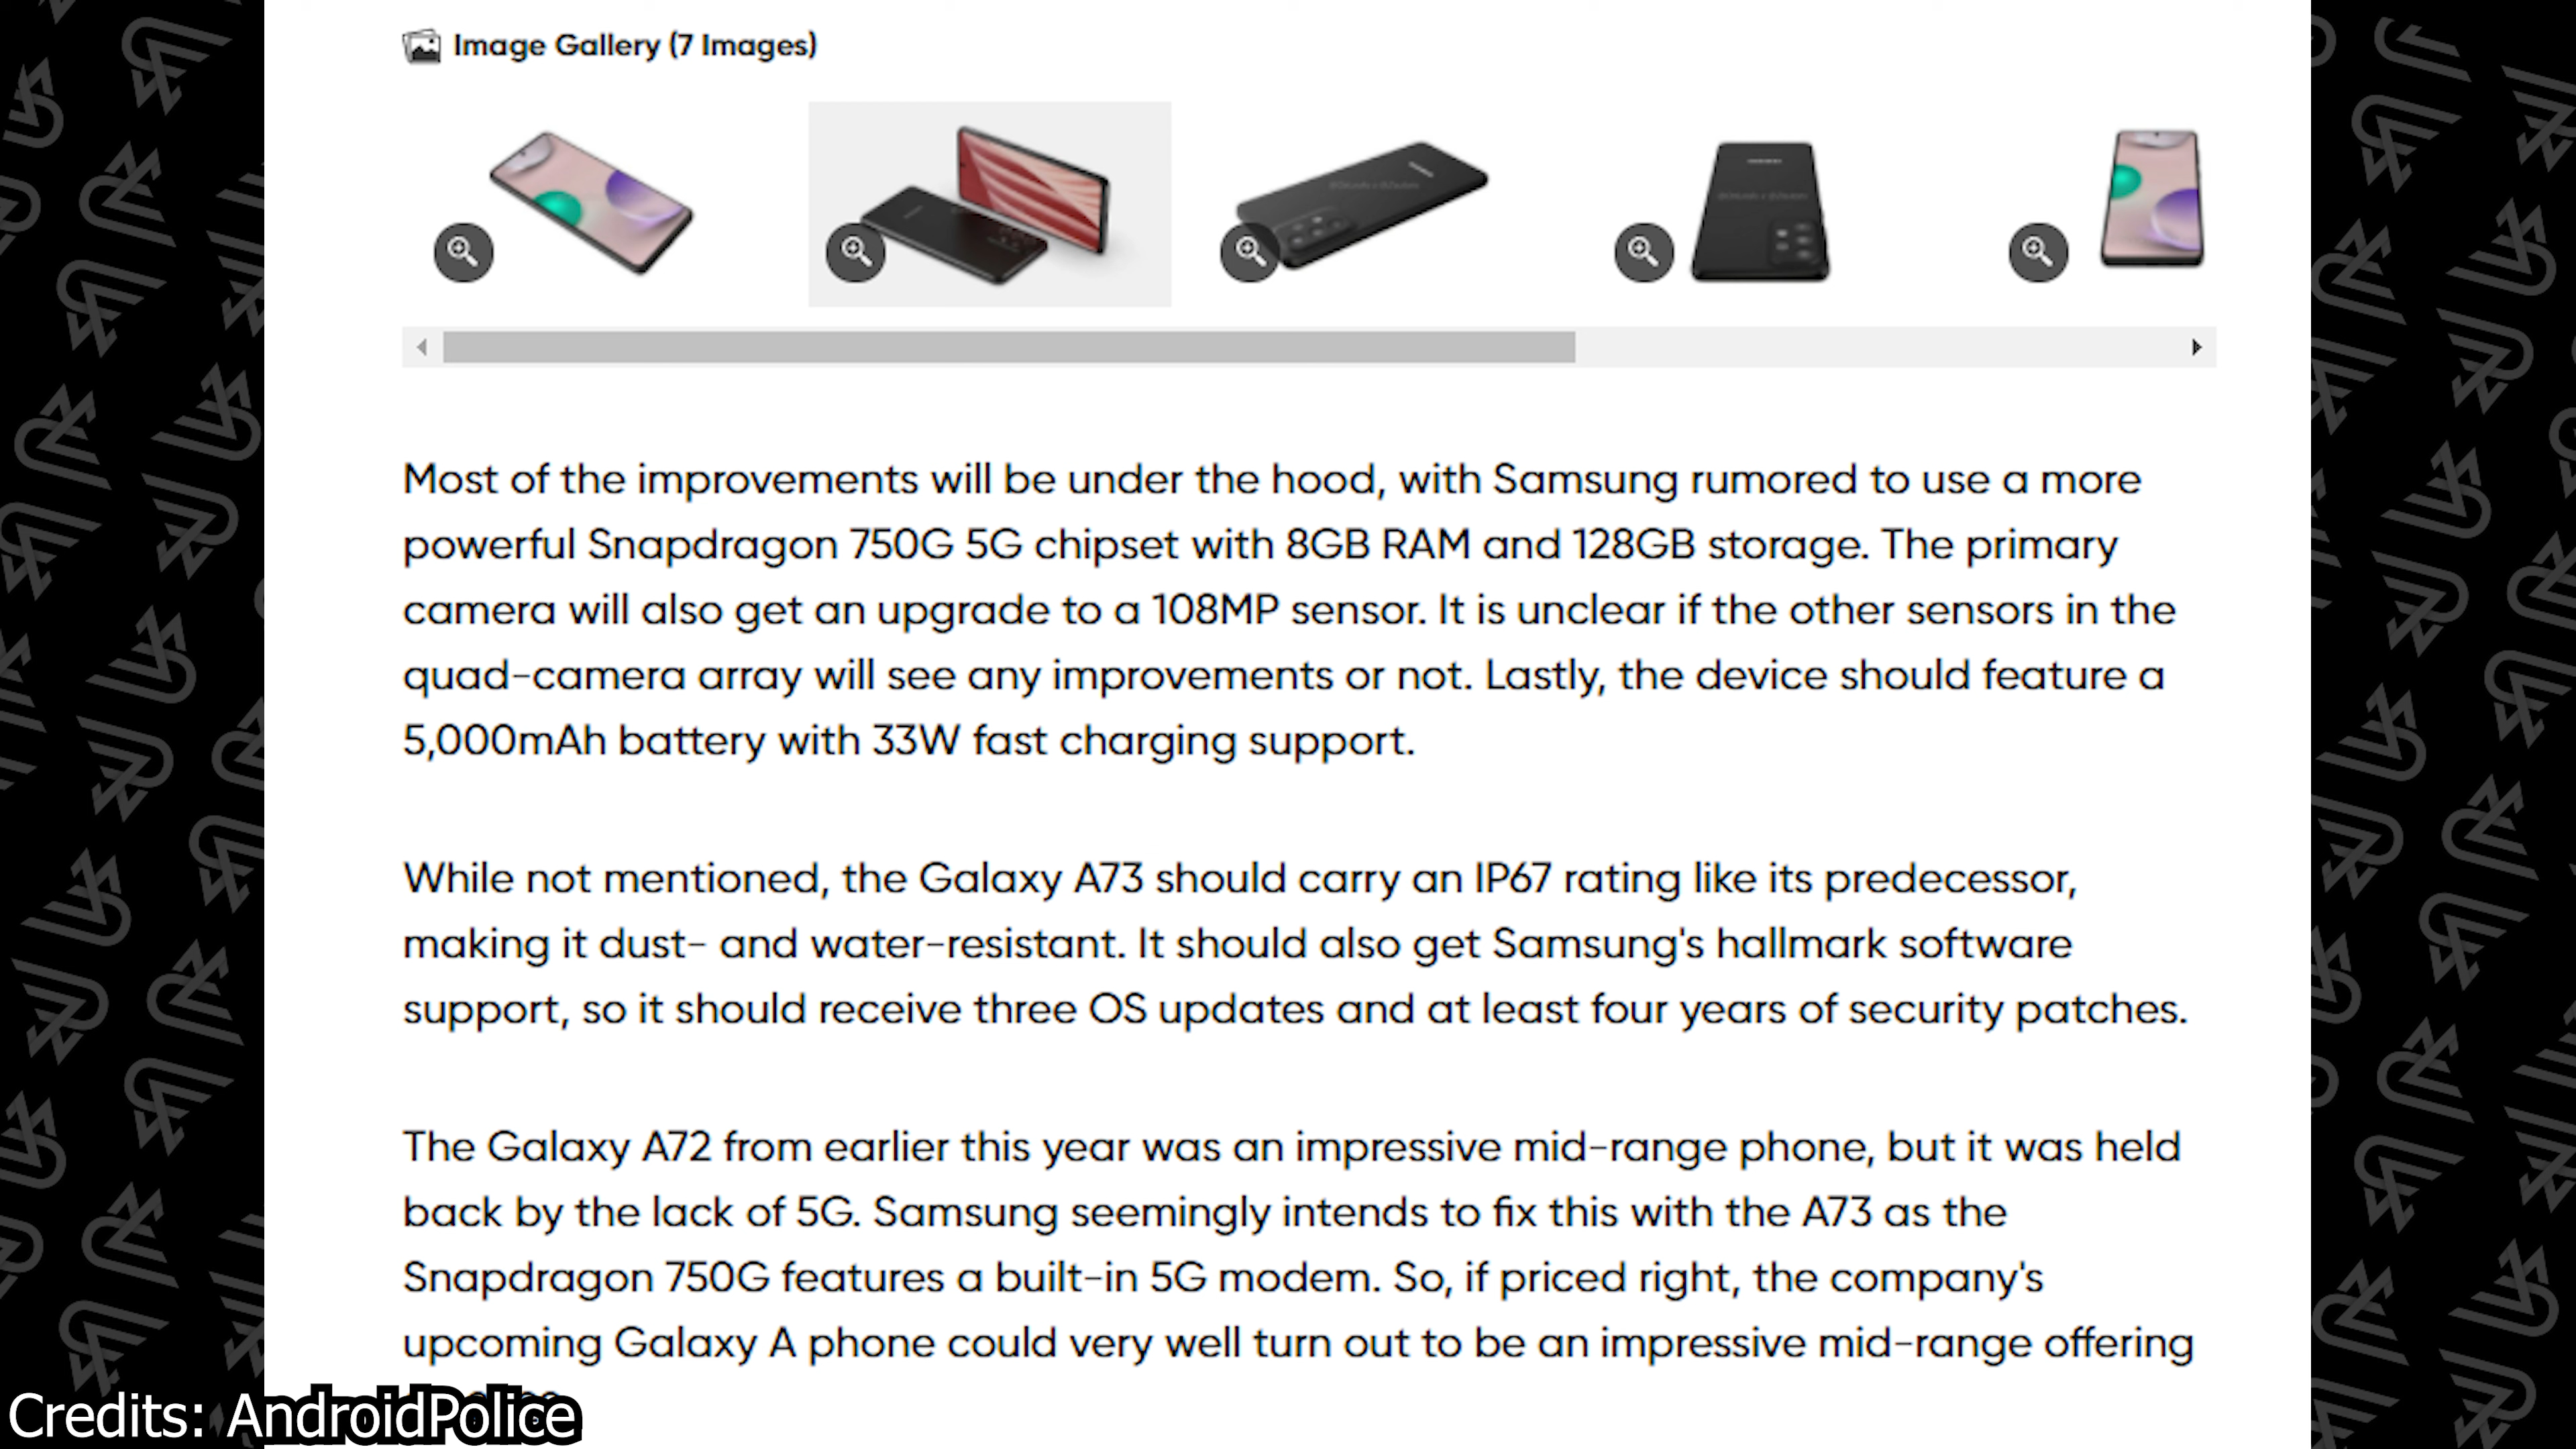 Image Gallery (7 Images)
Most of the improvements will be under the hood, with Samsung rumored to use a more
powerful Snapdragon 750G 5G chipset with 8GB RAM and 128GB storage. The primary
camera will also get an upgrade to a 108MP sensor. It is unclear if the other sensors in the
quad-camera array will see any improvements or not. Lastly, the device should feature a
5,000mAh battery with 33W fast charging support.
While not mentioned, the Galaxy A73 should carry an IP67 rating like its predecessor,
making it dust- and water-resistant. It should also get Samsung's hallmark software
support, so it should receive three OS updates and at least four years of security patches.
The Galaxy A72 from earlier this year was an impressive mid-range phone, but it was held
back by the lack of 5G. Samsung seemingly intends to fix this with the A73 as the
Snapdragon 750G features a built-in 5G modem. So, if priced right, the company's
upcoming Galaxy A phone could very well turn out to be an impressive mid-range offering
Credits: AndroidPolice